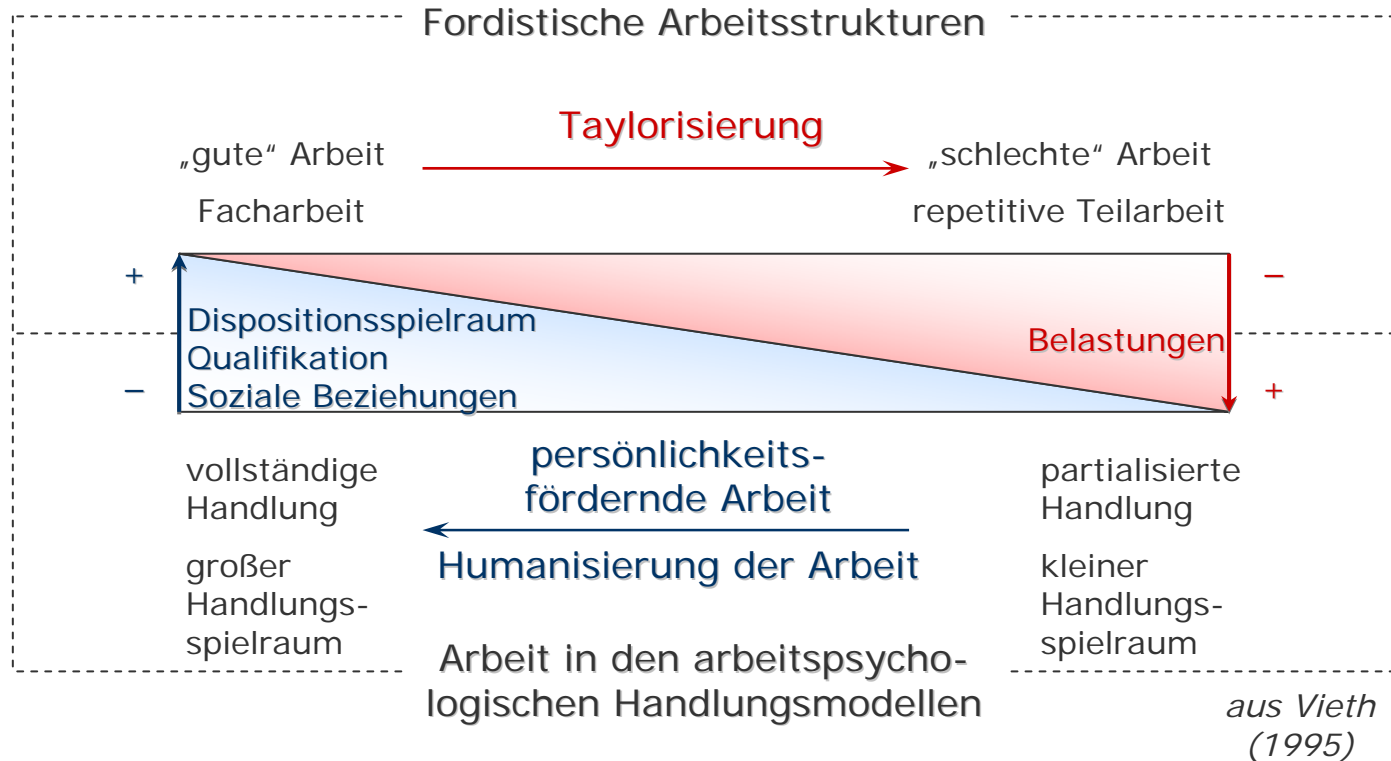 Fordistische Arbeitsstrukturen
Taylorisierung
„gute“ Arbeit
„schlechte“ Arbeit
Facharbeit
repetitive Teilarbeit
+
–
Dispositionsspielraum
Qualifikation
Soziale Beziehungen
Belastungen
–
+
vollständige
Handlung
persönlichkeits-
fördernde Arbeit
partialisierte
Handlung
Humanisierung der Arbeit
großer
Handlungs-
spielraum
kleiner
Handlungs-
spielraum
Arbeit in den arbeitspsycho-
logischen Handlungsmodellen
aus Vieth
(1995)